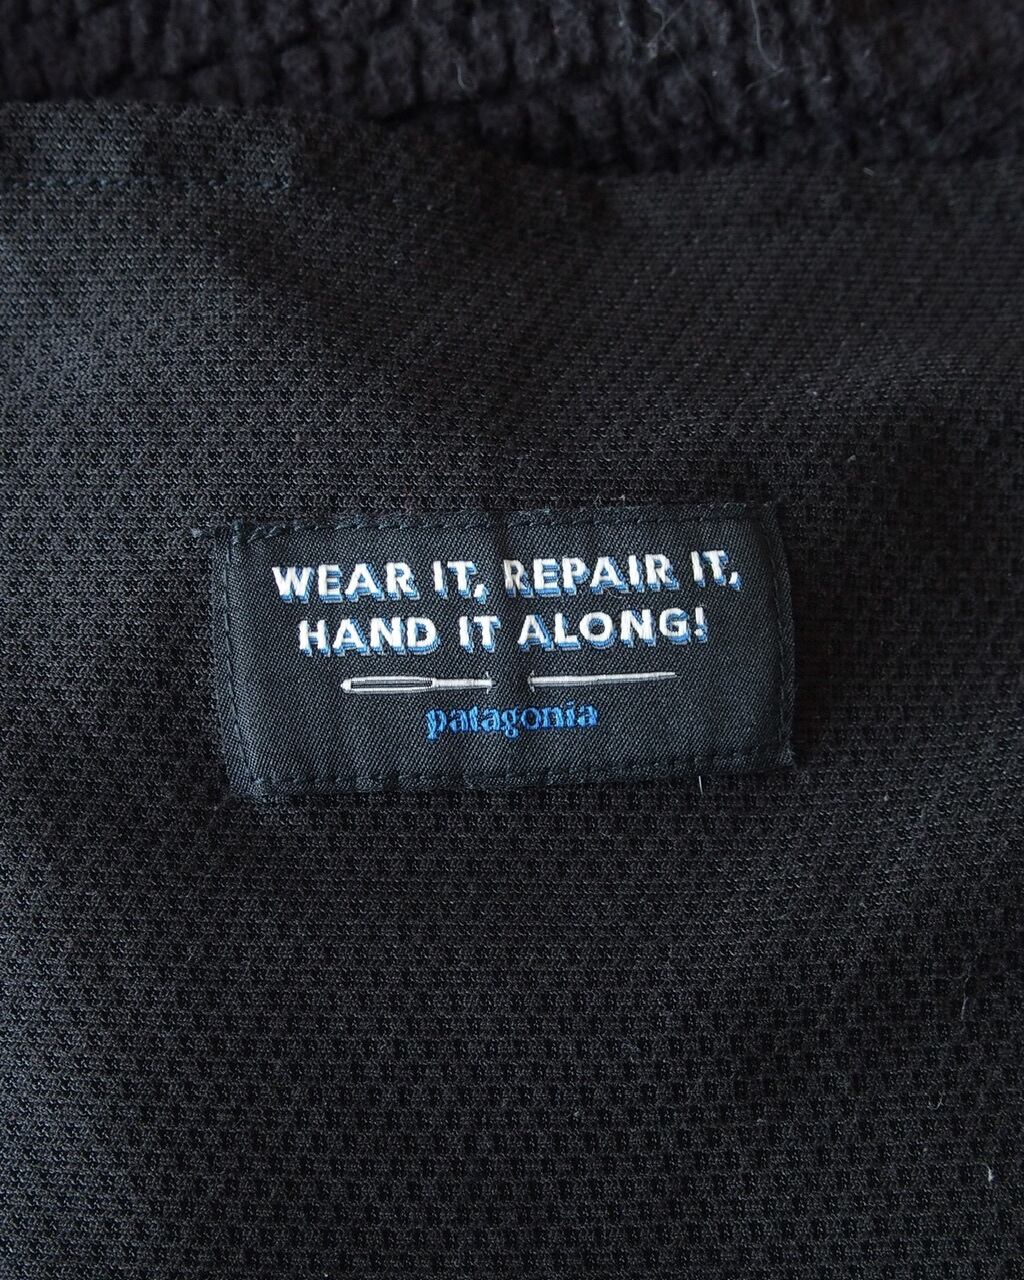 WEAR IT, REPAIR IT,
HAND IT ALONG!
patagonia